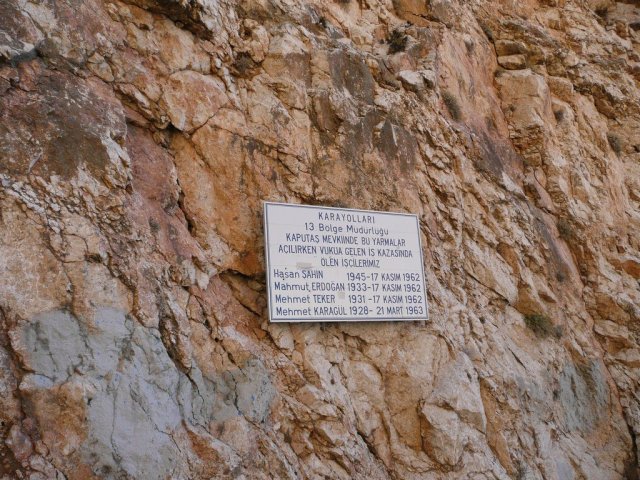 KARAYOLLARI
13. Bölge Müdürlüğü
KAPUTAŞ MEVKİİNDE BU YARMALAR
AÇILIRKEN VUKUA GELEN İŞ KAZASINDA
ÖLEN İŞCİLERİMİZ
Hasan ŞAHİN 1945-17 KASIM 1962
Mahmut ERDOĞAN 1933-17 KASIM 1962
Mehmet TEKER 1931-17 KASIM 1962
Mehmet KARAGÜL 1928-21 MART 1963